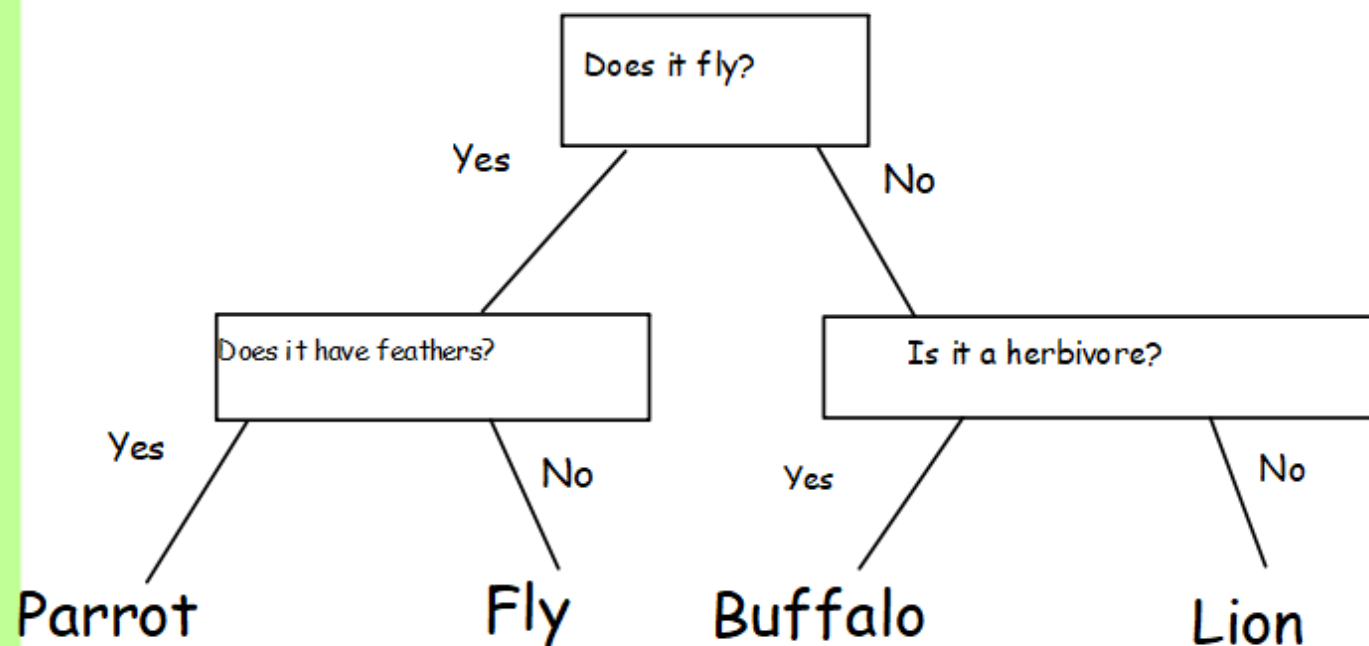 Does it fly?
Yes
No
Does it have feathers?
Is it a herbivore?
Yes
No
Yes
No
Parrot
Fly
Buffalo
Lion